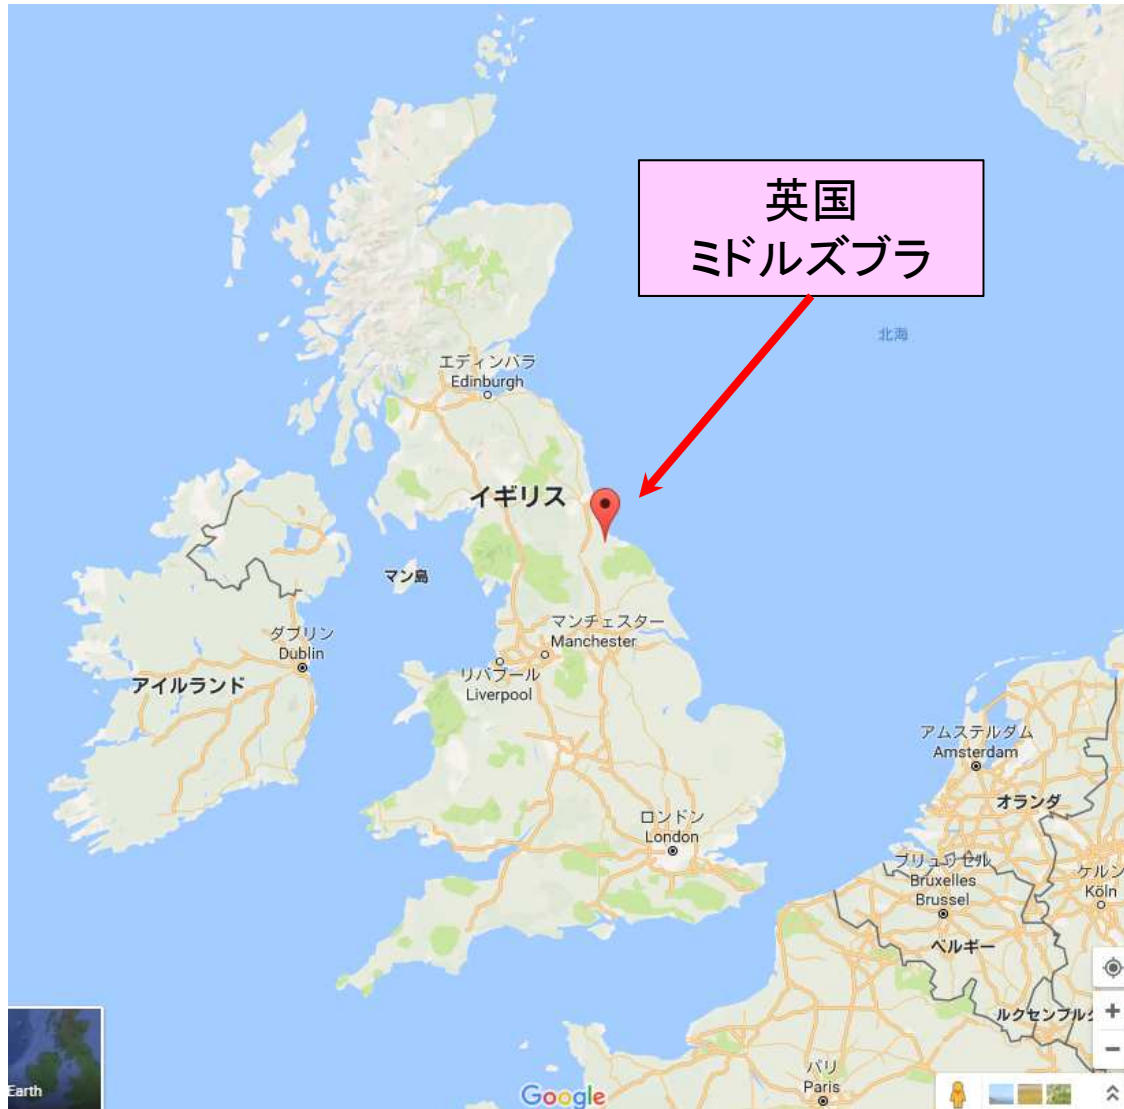 英国
ミドルズブラ
北海
エディンバラ
Edinburgh
イギリス
マン島
マンチェスター
Manchester
ダブリン
Dublin
リバプール
Liverpool
アイルランド
アムステルダム
Amsterdam
オランダ
ロンドン
London
ブリュッセル
Bruxelles
Brussel
ケルン
Köln
ベルギー
ルクセンブルク
パリ
Paris
Earth
Google